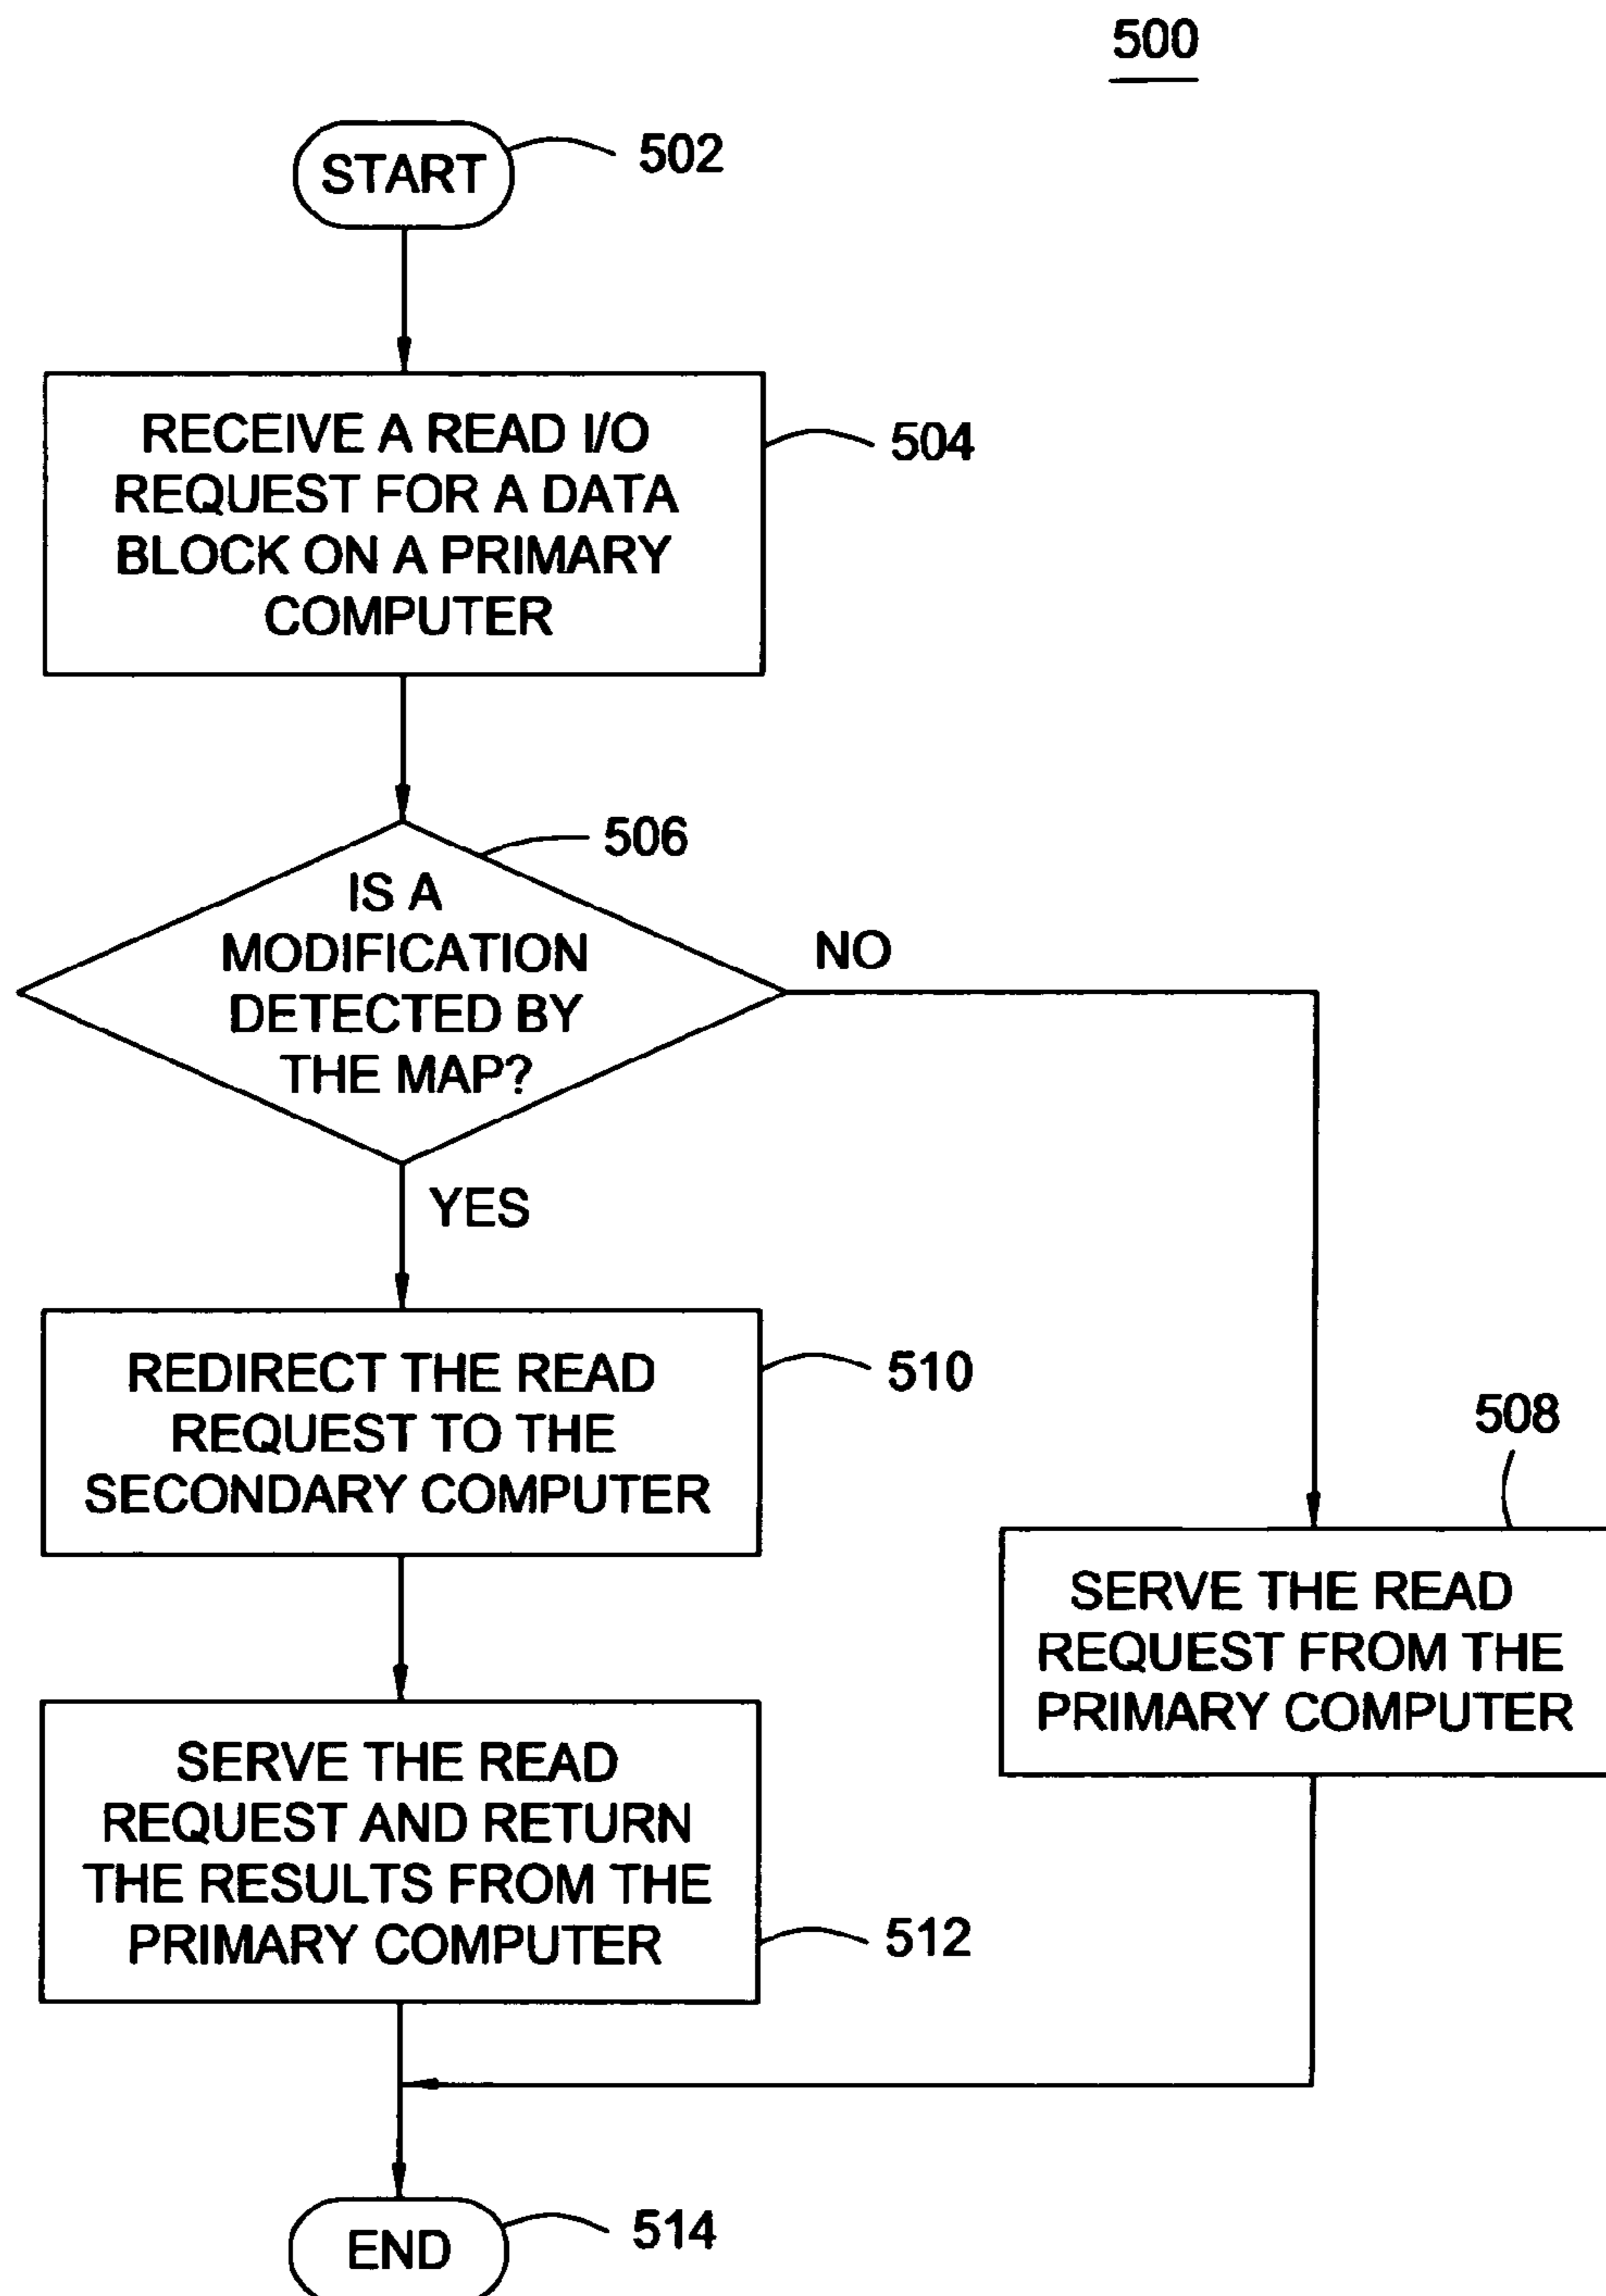 500
START
502
RECEIVE A READ I/O
REQUEST FOR A DATA
BLOCK ON A PRIMARY
COMPUTER
504
506
IS A
MODIFICATION
DETECTED BY
THE MAP?
NO
YES
REDIRECT THE READ
REQUEST TO THE
SECONDARY COMPUTER
510
508
SERVE THE READ
REQUEST FROM THE
PRIMARY COMPUTER
SERVE THE READ
REQUEST AND RETURN
THE RESULTS FROM THE
PRIMARY COMPUTER
512
END
514